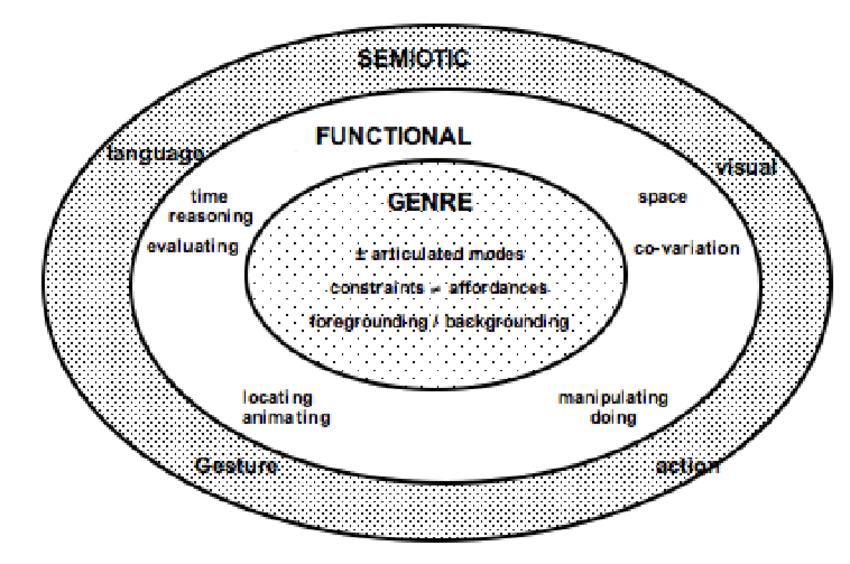 SEMIOTIC
FUNCTIONAL
language
visual
time
reasoning
evaluating
GENRE
space
co-variation
± articulated modes
constraints ≠ affordances
foregrounding / backgrounding
locating
animating
manipulating
doing
Gesture
action